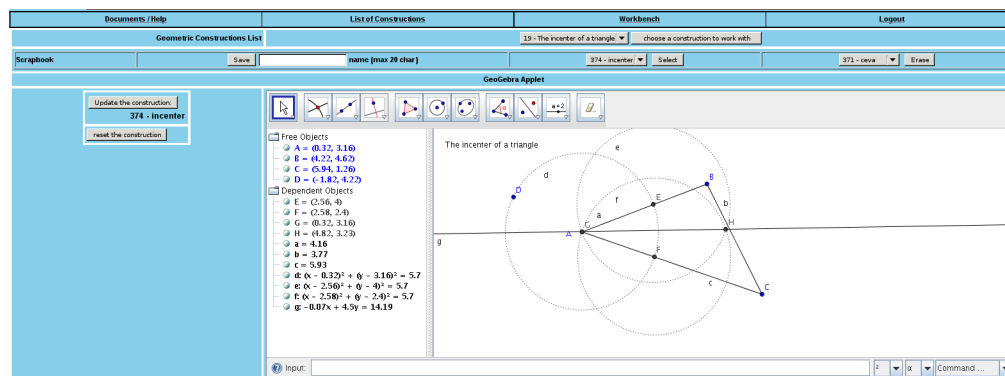 Documents/Help List of Constructions Workbench Logout
Geometric Constructions List 19 - The incenter of a triangle choose a construction to work with
Scrapbook Save name (max 20 char) 374 - incenter Select 371 - ceva Erase
GeoGebra Applet
Update the construction:
374 - incenter
reset the construction
a=2
Free Objects
A = (0.32, 3.16)
B = (4.22, 4.62)
C = (5.94, 1.26)
D = (-1.82, 4.22)
Dependent Objects
E = (2.56, 4)
F = (2.58, 2.4)
G = (0.32, 3.16)
H = (4.82, 3.23)
a = 4.16
b = 3.77
c = 5.93
d: (x - 0.32)² + (y - 3.16)² = 5.7
e: (x - 2.56)² + (y - 4)² = 5.7
f: (x - 2.58)² + (y - 2.4)² = 5.7
g: -0.07x + 4.5y = 14.19
The incenter of a triangle
e
d
B
D
E
f
b
a
G
H
A
g
F
c
C
Input: ² α Command ...